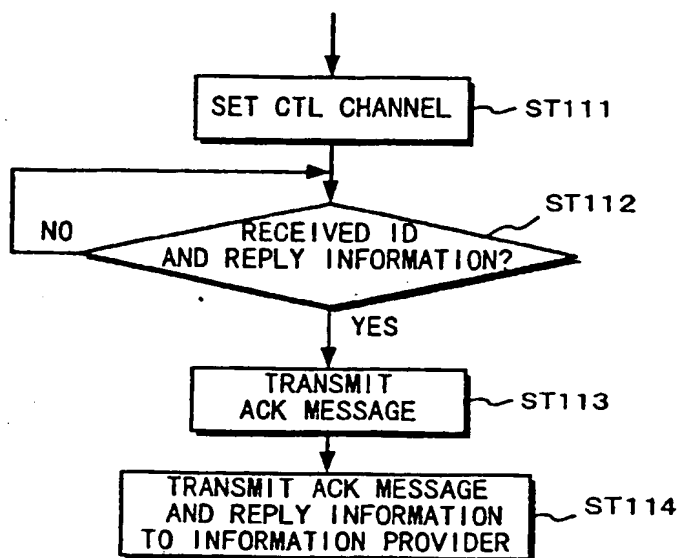 SET CTL CHANNEL
ST111
ST112
NO
RECEIVED ID
AND REPLY INFORMATION?
YES
TRANSMIT
ACK MESSAGE
ST113
TRANSMIT ACK MESSAGE
AND REPLY INFORMATION
TO INFORMATION PROVIDER
ST114